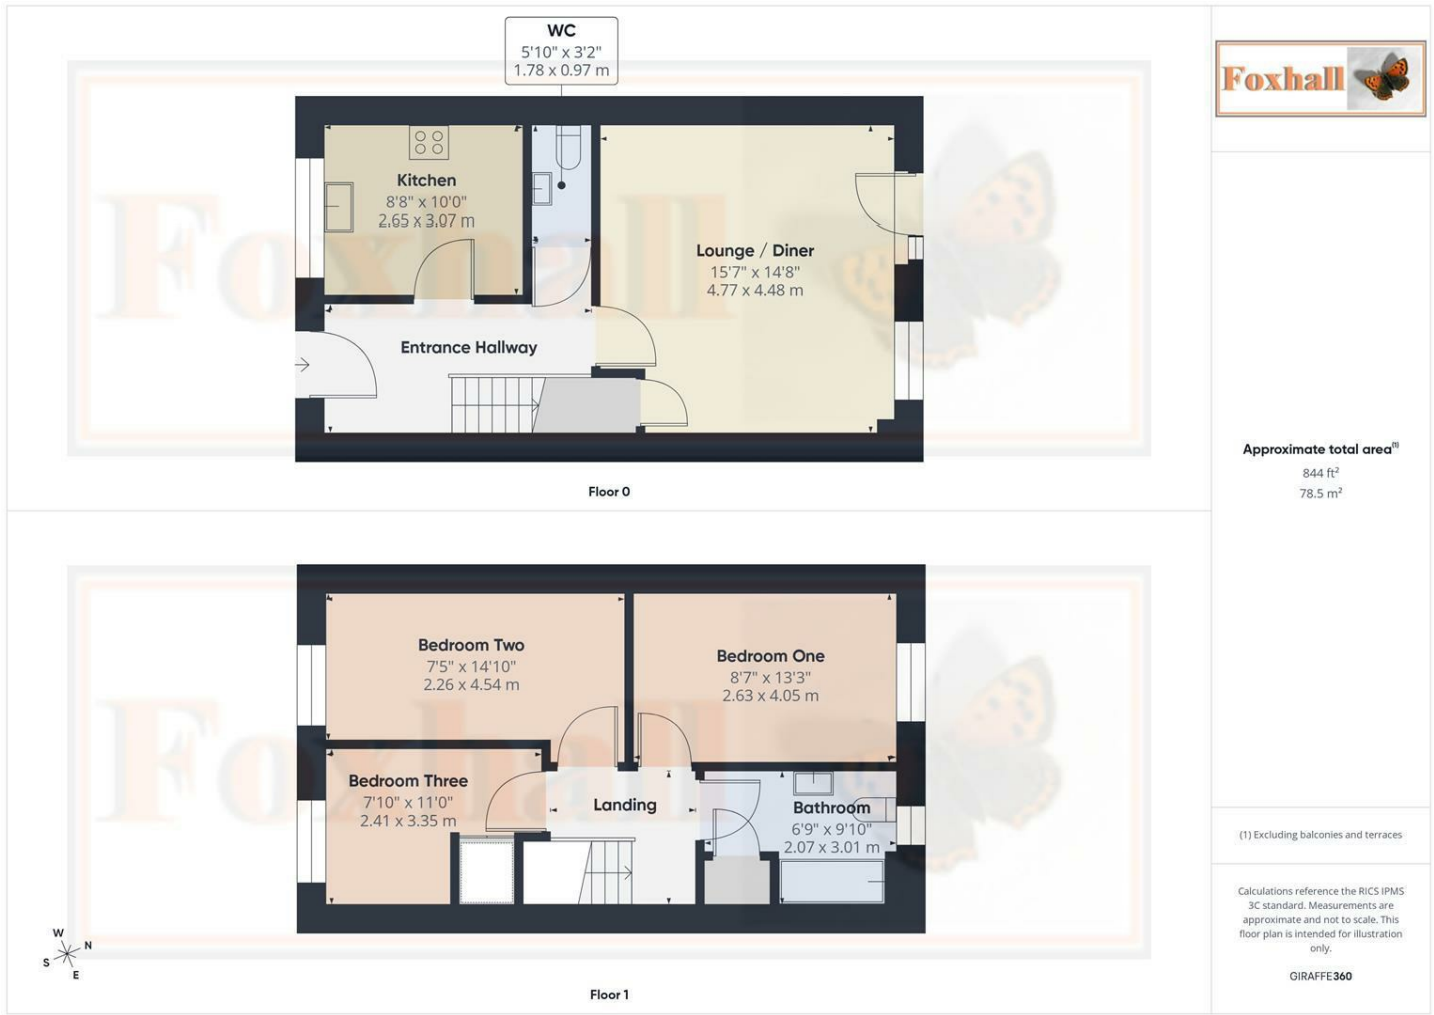 WC
5'10" x 3'2"
1.78 x 0.97 m
Foxhall
Kitchen
8'8" x 10'0"
2.65 x 3.07 m
Lounge / Diner
15'7" x 14'8"
4.77 x 4.48 m
Entrance Hallway
Foxhall
Floor 0
Approximate total area(1)
844 ft²
78.5 m²
Bedroom Two
7'5" x 14'10"
2.26 x 4.54 m
Bedroom One
8'7" x 13'3"
2.63 x 4.05 m
Bedroom Three
7'10" x 11'0"
2.41 x 3.35 m
Landing
Bathroom
6'9" x 9'10"
2.07 x 3.01 m
Foxhall
W
N
S
E
Floor 1
(1) Excluding balconies and terraces
Calculations reference the RICS IPMS
3C standard. Measurements are
approximate and not to scale. This
floor plan is intended for illustration
only.
GIRAFFE360